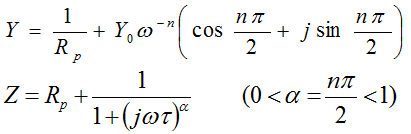 Y = 1/R_p + Y_0 ω^{-n} ( cos nπ/2 + j sin nπ/2 )
Z = R_p + 1/(1+(jωτ)^α) (0 < α = nπ/2 < 1)